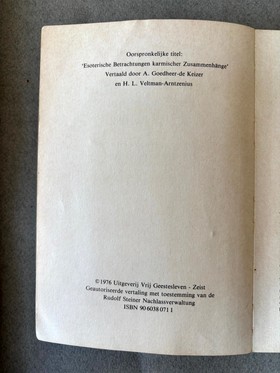 Oorspronkelijke titel:
'Esoterische Betrachtungen karmischer Zusammenhänge'
Vertaald door A. Goedheer-de Keizer
en H. L. Veltman-Arntzenius
© 1976 Uitgeverij Vrij Geestesleven - Zeist
Geautoriseerde vertaling met toestemming van de
Rudolf Steiner Nachlassverwaltung
ISBN 90 6038 071 1